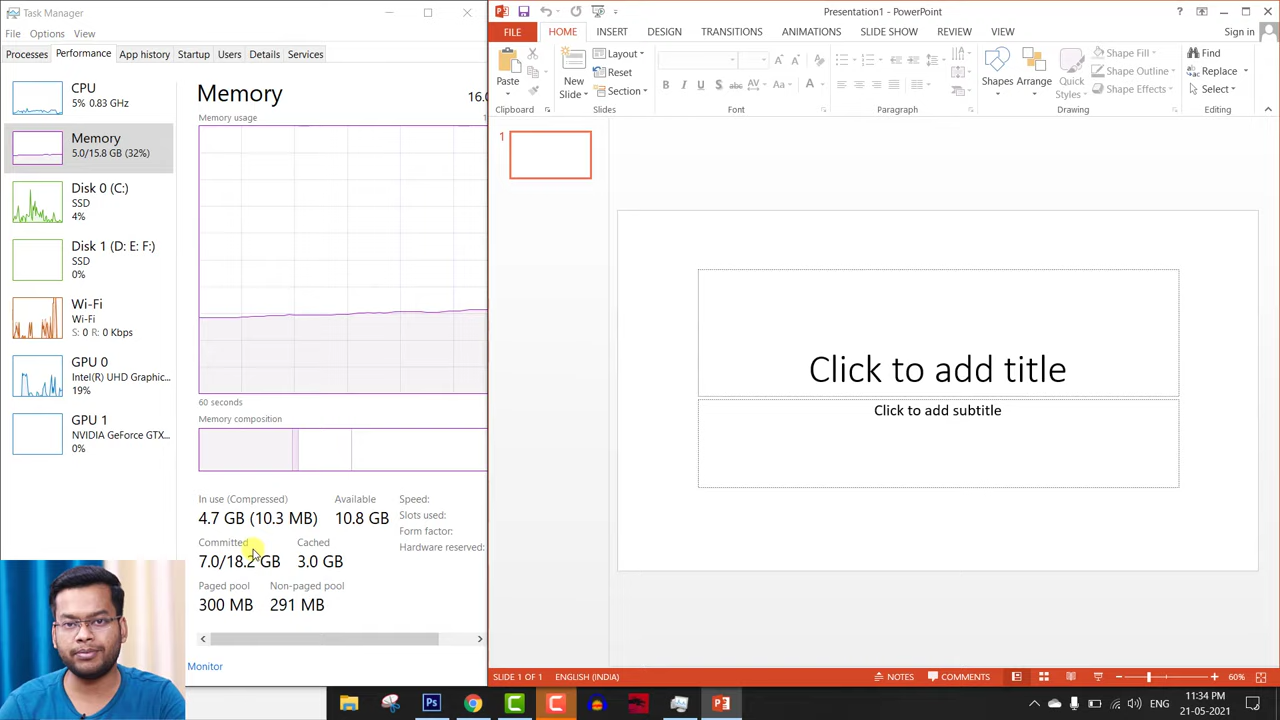 Task Manager
File Options View
Processes Performance App history Startup Users Details Services
CPU
5% 0.83 GHz
Memory
5.0/15.8 GB (32%)
Disk 0 (C:)
SSD
4%
Disk 1 (D: E: F:)
SSD
0%
Wi-Fi
Wi-Fi
S: 0 R: 0 Kbps
GPU 0
Intel(R) UHD Graphic...
19%
GPU 1
NVIDIA GeForce GTX...
0%
Memory 16.0
Memory usage 1
60 seconds
Memory composition
In use (Compressed) Available Speed:
4.7 GB (10.3 MB) 10.8 GB Slots used:
Form factor:
Committed Cached Hardware reserved:
7.0/18.2 GB 3.0 GB
Paged pool Non-paged pool
300 MB 291 MB
Monitor
Presentation1 - PowerPoint
FILE HOME INSERT DESIGN TRANSITIONS ANIMATIONS SLIDE SHOW REVIEW VIEW Sign in
Paste
Clipboard
New
Slide
Layout
Reset
Section
Slides
B I U S abc AV Aa A
Font
Paragraph
Shapes
Arrange
Quick
Styles
Shape Fill
Shape Outline
Shape Effects
Drawing
Find
Replace
Select
Editing
1
Click to add title
Click to add subtitle
SLIDE 1 OF 1 ENGLISH (INDIA) NOTES COMMENTS 60%
11:34 PM
21-05-2021